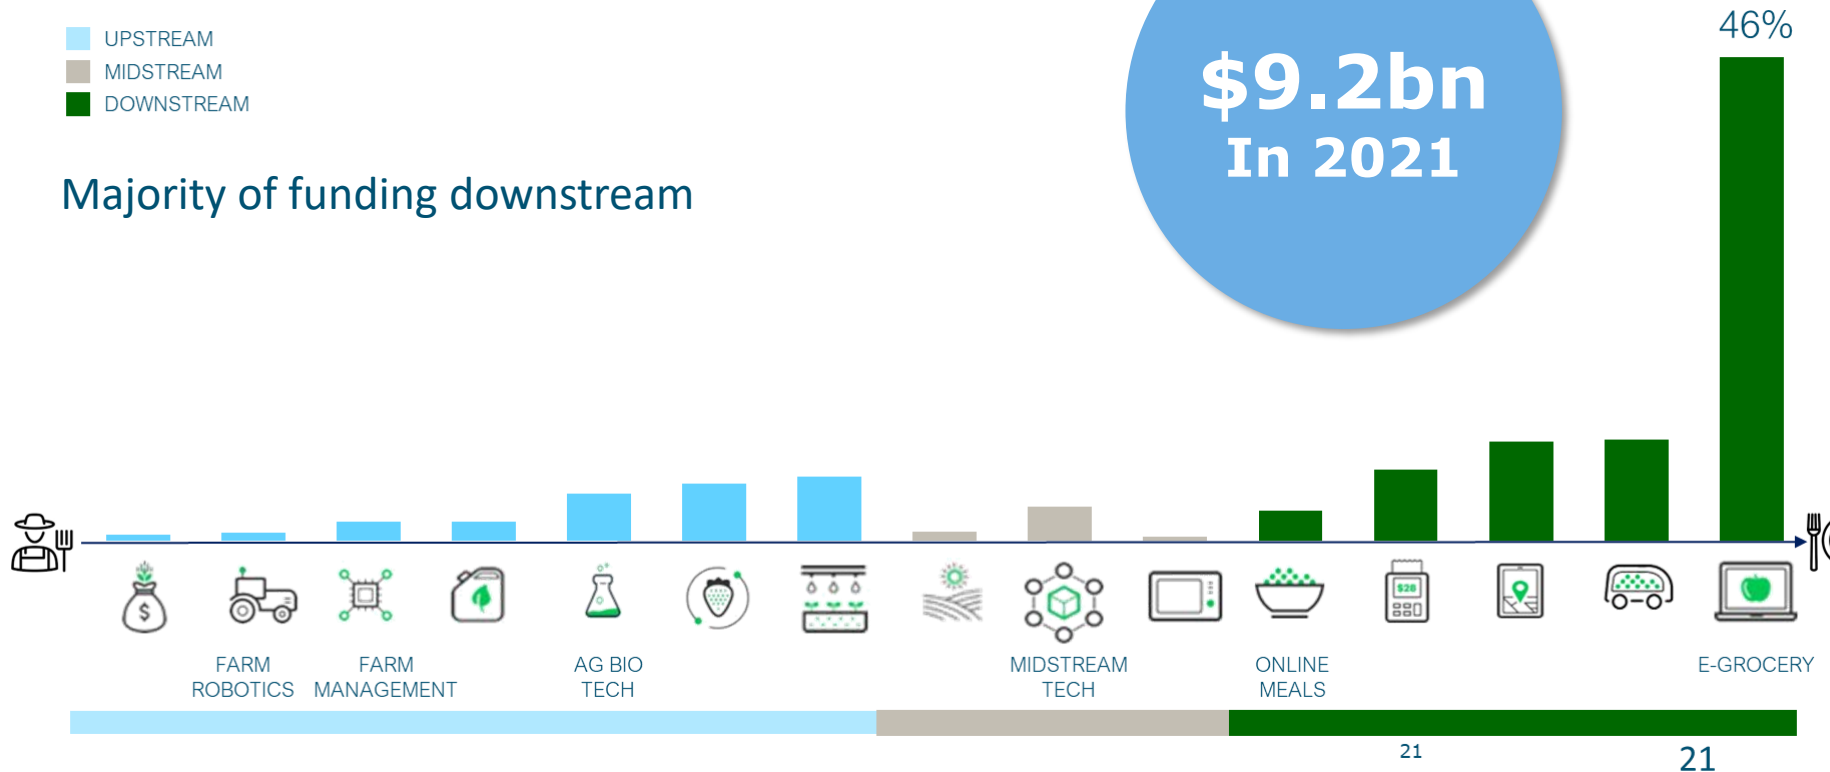 UPSTREAM
MIDSTREAM
DOWNSTREAM
Majority of funding downstream
$9.2bn
In 2021
46%
$
$28
FARM
ROBOTICS
FARM
MANAGEMENT
AG BIO
TECH
MIDSTREAM
TECH
ONLINE
MEALS
E-GROCERY
21
21